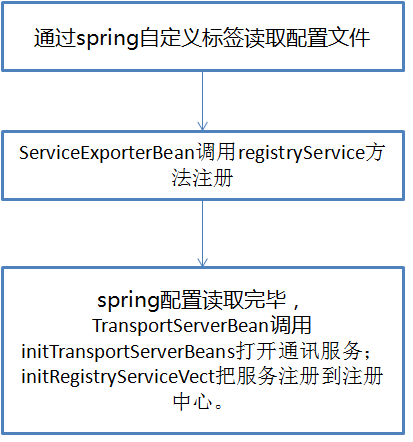 通过spring自定义标签读取配置文件
ServiceExporterBean调用registryService方
法注册
spring配置读取完毕，
TransportServerBean调用
initTransportServerBeans打开通讯服务；
initRegistryServiceVect把服务注册到注册
中心。